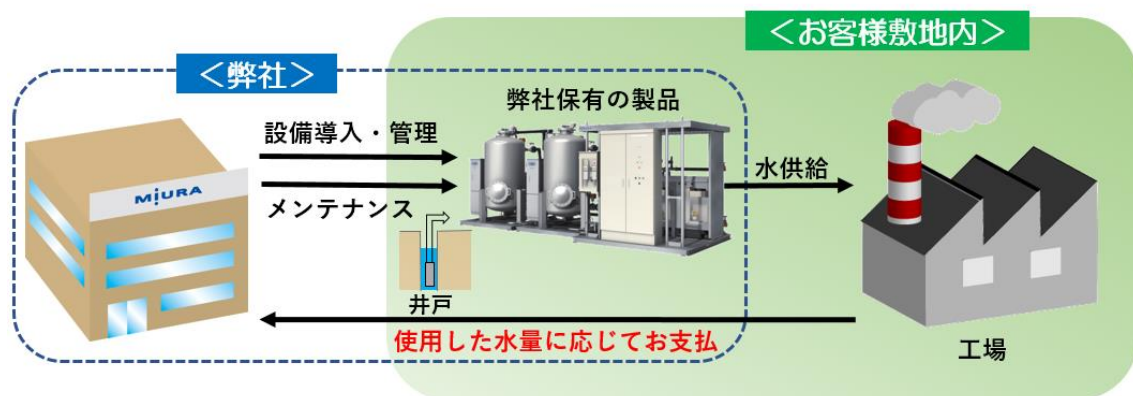 ＜お客様敷地内＞
＜弊社＞
弊社保有の製品
設備導入・管理
MIURA
水供給
メンテナンス
井戸
使用した水量に応じてお支払
工場